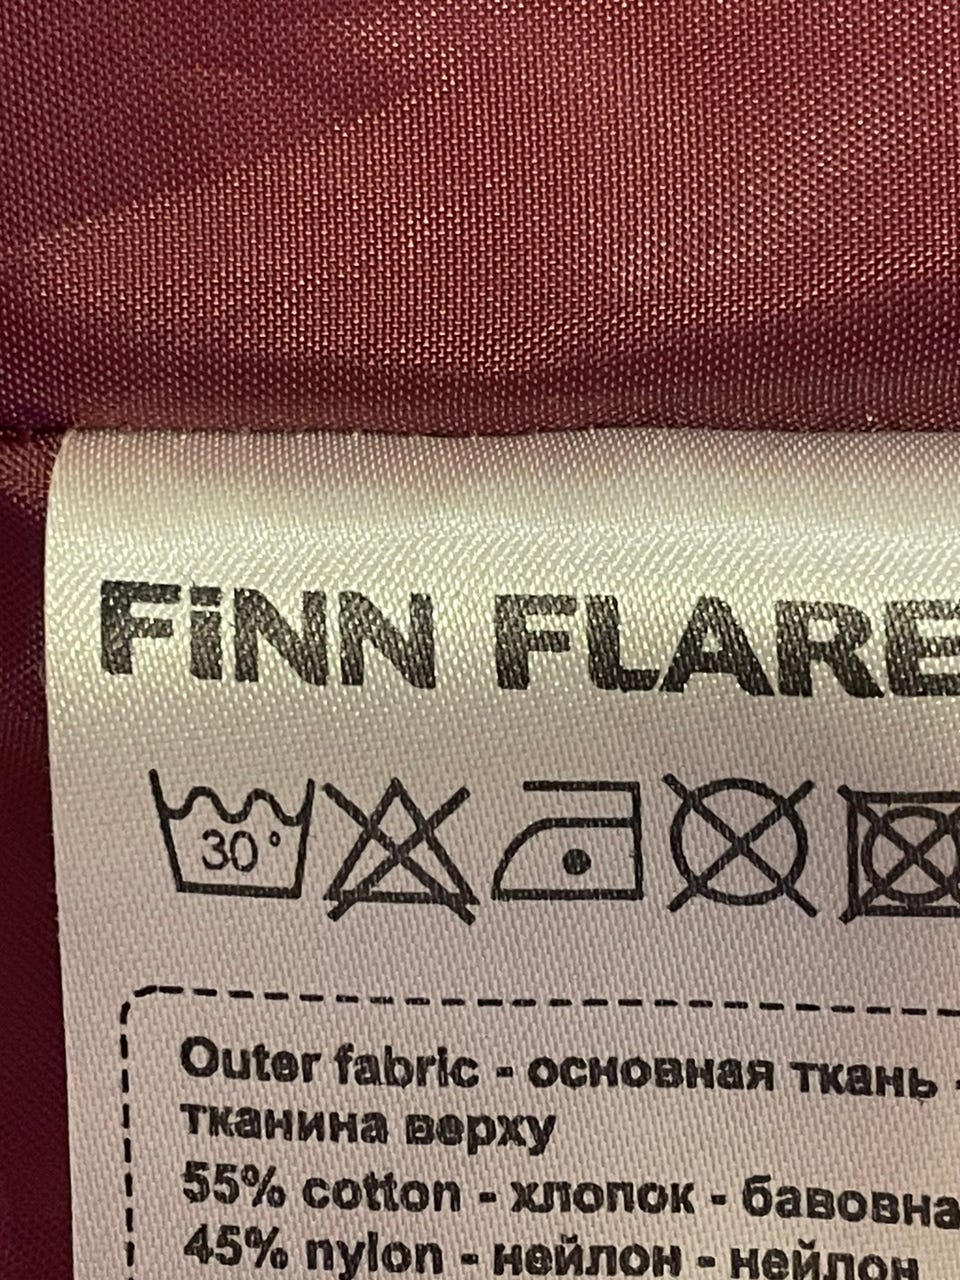 FiNN FLARE
30°
Outer fabric - основная ткань -
тканина верху
55% cotton - хлопок - бавовна
45% nylon - нейлон - нейлон